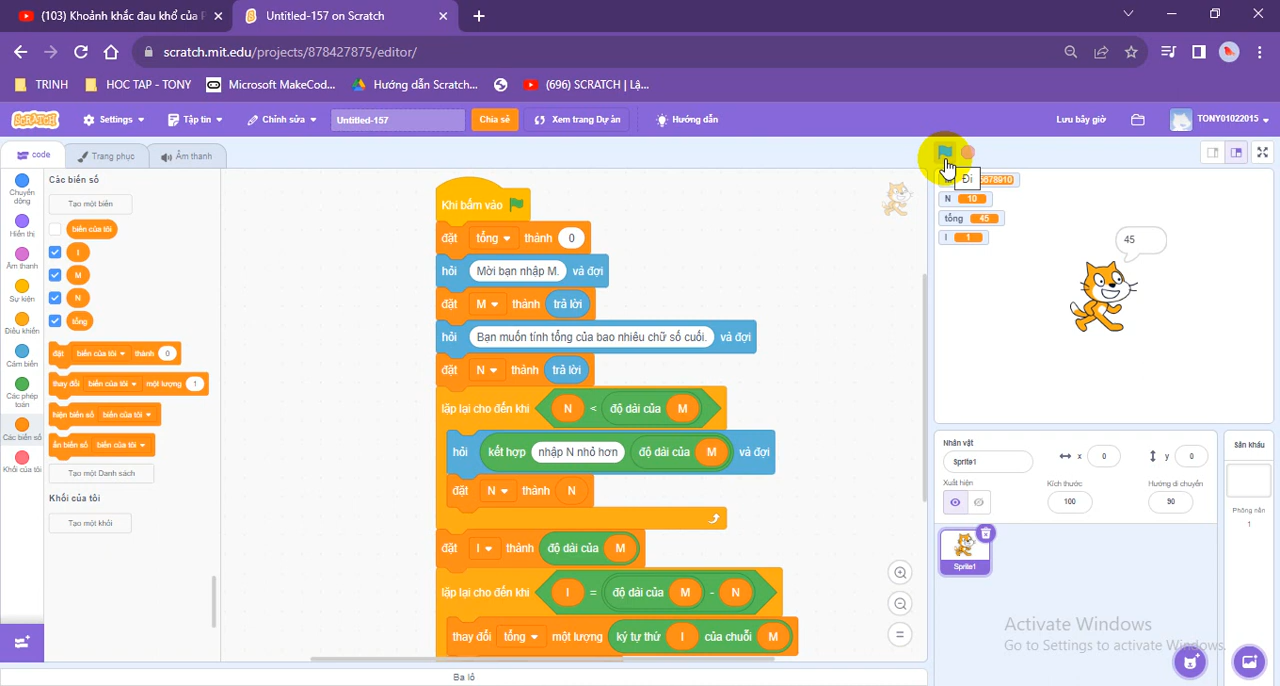 (103) Khoảnh khắc đau khổ của P
Untitled-157 on Scratch
scratch.mit.edu/projects/878427875/editor/
TRINH
HOC TAP - TONY
Microsoft MakeCod...
Hướng dẫn Scratch...
(696) SCRATCH | Lậ...
SCRATCH
Settings
Tập tin
Chỉnh sửa
Untitled-157
Chia sẻ
Xem trang Dự án
Hướng dẫn
Lưu bây giờ
TONY01022015
code
Trang phục
Âm thanh
Chuyển động
Hiển thị
Âm thanh
Sự kiện
Điều khiển
Cảm biến
Các phép toán
Các biến số
Khối của tôi
Các biến số
Tạo một biến
biến của tôi
I
M
N
tổng
đặt biến của tôi thành 0
thay đổi biến của tôi một lượng 1
hiện biến số biến của tôi
ẩn biến số biến của tôi
Tạo một Danh sách
Khối của tôi
Tạo một khối
Khi bấm vào
đặt tổng thành 0
hỏi Mời bạn nhập M. và đợi
đặt M thành trả lời
hỏi Bạn muốn tính tổng của bao nhiêu chữ số cuối. và đợi
đặt N thành trả lời
lặp lại cho đến khi N < độ dài của M
hỏi kết hợp nhập N nhỏ hơn độ dài của M và đợi
đặt N thành N
đặt I thành độ dài của M
lặp lại cho đến khi I = độ dài của M - N
thay đổi tổng một lượng ký tự thứ I của chuỗi M
Đi
5678910
N 10
tổng 45
I 1
45
Nhân vật
Sprite1
x 0
y 0
Xuất hiện
Kích thước
100
Hướng di chuyển
90
Sprite1
Sân khấu
Phông nền
1
Activate Windows
Go to Settings to activate Windows.
Ba lô